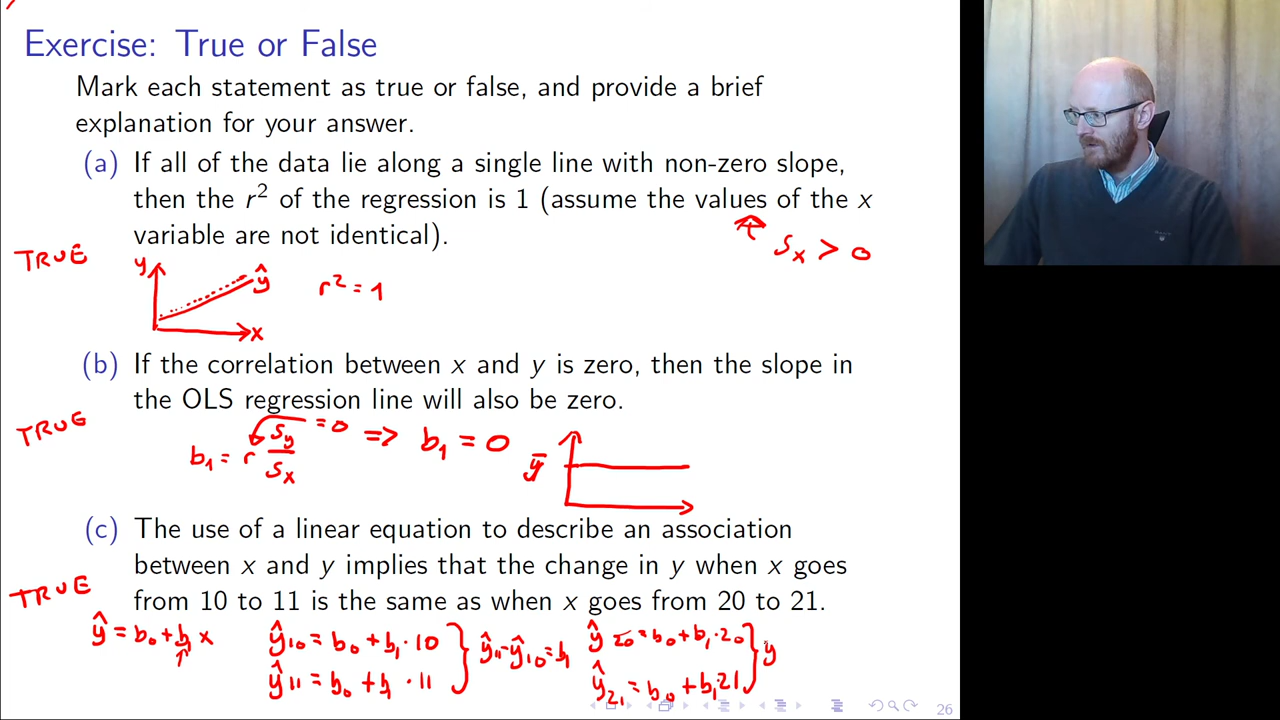 Exercise: True or False
Mark each statement as true or false, and provide a brief
explanation for your answer.
(a) If all of the data lie along a single line with non-zero slope,
then the r² of the regression is 1 (assume the values of the x
variable are not identical).
Sx > 0
TRUE
y
ŷ
r² = 1
x
(b) If the correlation between x and y is zero, then the slope in
the OLS regression line will also be zero.
TRUE
b₁ = r Sy/Sx = 0 => b₁ = 0
ȳ
(c) The use of a linear equation to describe an association
between x and y implies that the change in y when x goes
from 10 to 11 is the same as when x goes from 20 to 21.
TRUE
ŷ = b₀ + b₁ x
ŷ₁₀ = b₀ + b₁ · 10
ŷ₁₁ = b₀ + b₁ · 11
} ŷ₁₁ - ŷ₁₀ = b₁
ŷ₂₀ = b₀ + b₁ · 20
ŷ₂₁ = b₀ + b₁ 21
} y
26